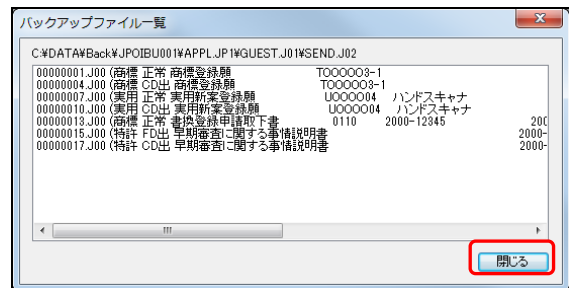 バックアップファイル一覧
C:¥DATA¥Back¥JPOIBU001¥APPL.JP1¥GUEST.J01¥SEND.J02
00000001.J00 (商標 正常 商標登録願 T000003-1
00000004.J00 (商標 CD出 商標登録願 T000003-1
00000007.J00 (実用 正常 実用新案登録願 U000004 ハンドスキャナ
00000010.J00 (実用 CD出 実用新案登録願 U000004 ハンドスキャナ
00000013.J00 (商標 正常 書換登録申請取下書 0110 2000-12345 200
00000015.J00 (特許 FD出 早期審査に関する事情説明書 2000-
00000017.J00 (特許 CD出 早期審査に関する事情説明書 2000-
閉じる